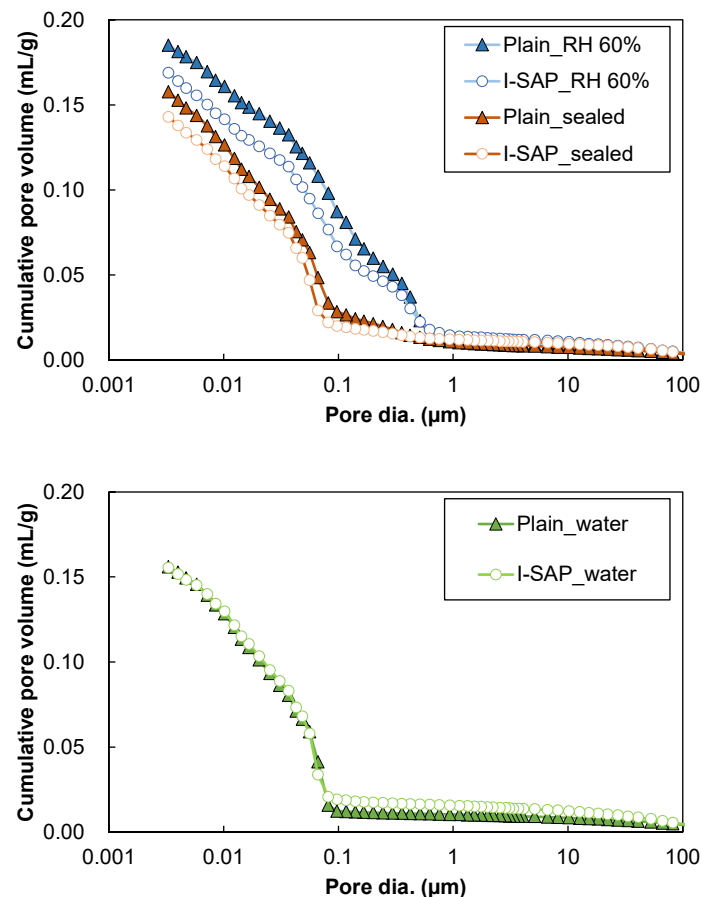 Cumulative pore volume (mL/g)
0.20
0.15
0.10
0.05
0.00
Plain_RH 60%
I-SAP_RH 60%
Plain_sealed
I-SAP_sealed
0.001 0.01 0.1 1 10 100
Pore dia. (µm)
Cumulative pore volume (mL/g)
0.20
0.15
0.10
0.05
0.00
Plain_water
I-SAP_water
0.001 0.01 0.1 1 10 100
Pore dia. (µm)